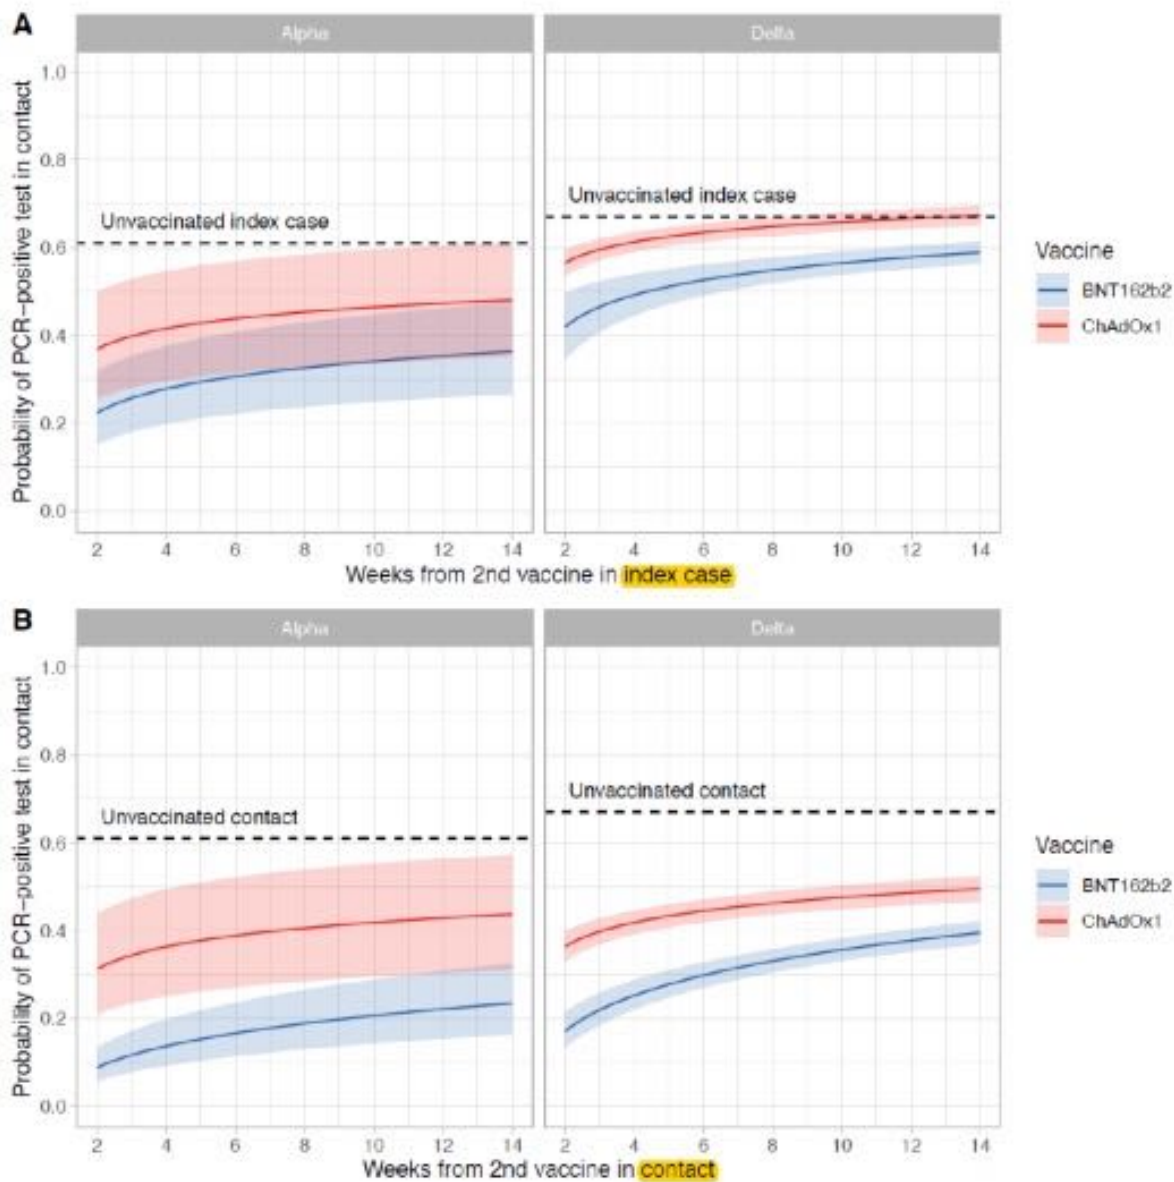 A
Alpha
Delta
Probability of PCR-positive test in contact
1.0
0.8
0.6
0.4
0.2
0.0
Unvaccinated index case
Unvaccinated index case
Vaccine
BNT162b2
ChAdOx1
2 4 6 8 10 12 14
2 4 6 8 10 12 14
Weeks from 2nd vaccine in index case
B
Alpha
Delta
Probability of PCR-positive test in contact
1.0
0.8
0.6
0.4
0.2
0.0
Unvaccinated contact
Unvaccinated contact
Vaccine
BNT162b2
ChAdOx1
2 4 6 8 10 12 14
2 4 6 8 10 12 14
Weeks from 2nd vaccine in contact